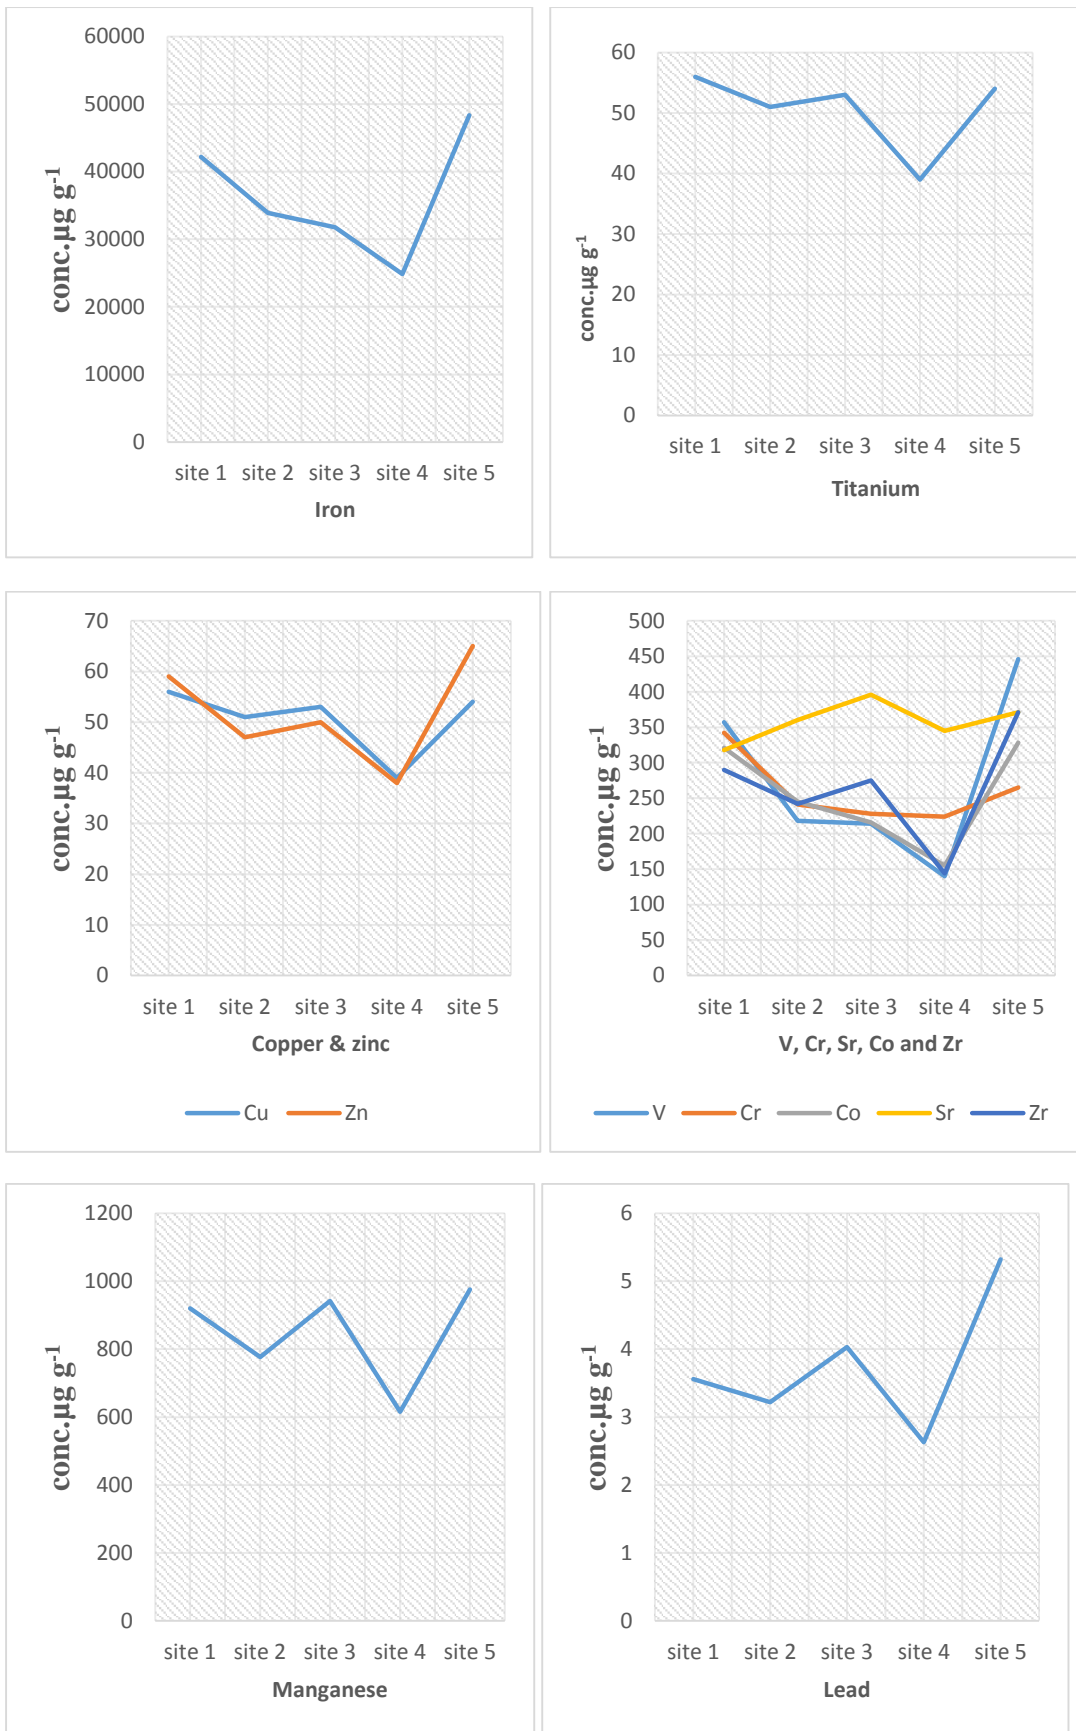 60000
50000
40000
30000
20000
10000
0
conc.µg g-1
site 1 site 2 site 3 site 4 site 5
Iron
60
50
40
30
20
10
0
conc.µg g-1
site 1 site 2 site 3 site 4 site 5
Titanium
70
60
50
40
30
20
10
0
conc.µg g-1
site 1 site 2 site 3 site 4 site 5
Copper & zinc
Cu Zn
500
450
400
350
300
250
200
150
100
50
0
conc.µg g-1
site 1 site 2 site 3 site 4 site 5
V, Cr, Sr, Co and Zr
V Cr Co Sr Zr
1200
1000
800
600
400
200
0
conc.µg g-1
site 1 site 2 site 3 site 4 site 5
Manganese
6
5
4
3
2
1
0
conc.µg g-1
site 1 site 2 site 3 site 4 site 5
Lead